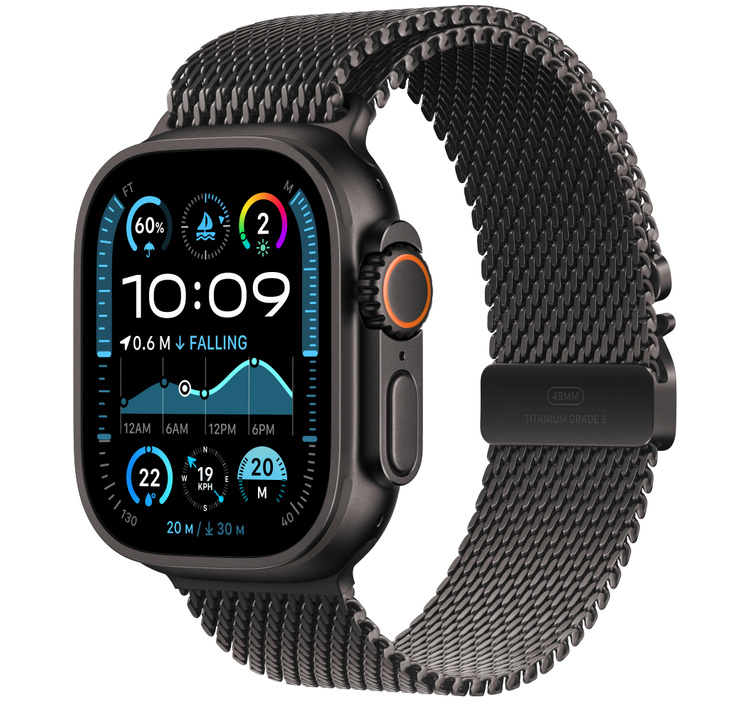 FT
M
60%
2
10:09
0.6 M ↓ FALLING
12AM 6AM 12PM 6PM
22
N
W 19 E
KPH
S
20
M
130
40
20 M / 30 M
49MM
TITANIUM GRADE 5